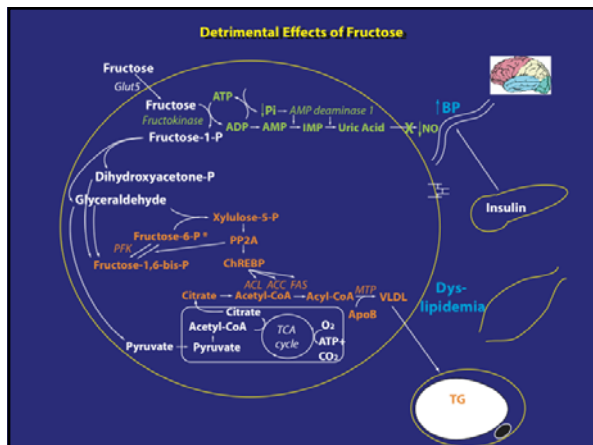 Detrimental Effects of Fructose
Fructose
Glut5
Fructose
Fructokinase
ATP
ADP → AMP → IMP → Uric Acid → X ↓NO
↓Pi → AMP deaminase 1
↑BP
Fructose-1-P
Dihydroxyacetone-P
Glyceraldehyde
Insulin
Xylulose-5-P
Fructose-6-P *
PFK
PP2A
Fructose-1,6-bis-P
ChREBP
ACL ACC FAS
Citrate → Acetyl-CoA → Acyl-CoA → MTP VLDL
ApoB
Dys-
lipidemia
Citrate
Acetyl-CoA
TCA
cycle
O2
ATP+
CO2
Pyruvate → Pyruvate
TG